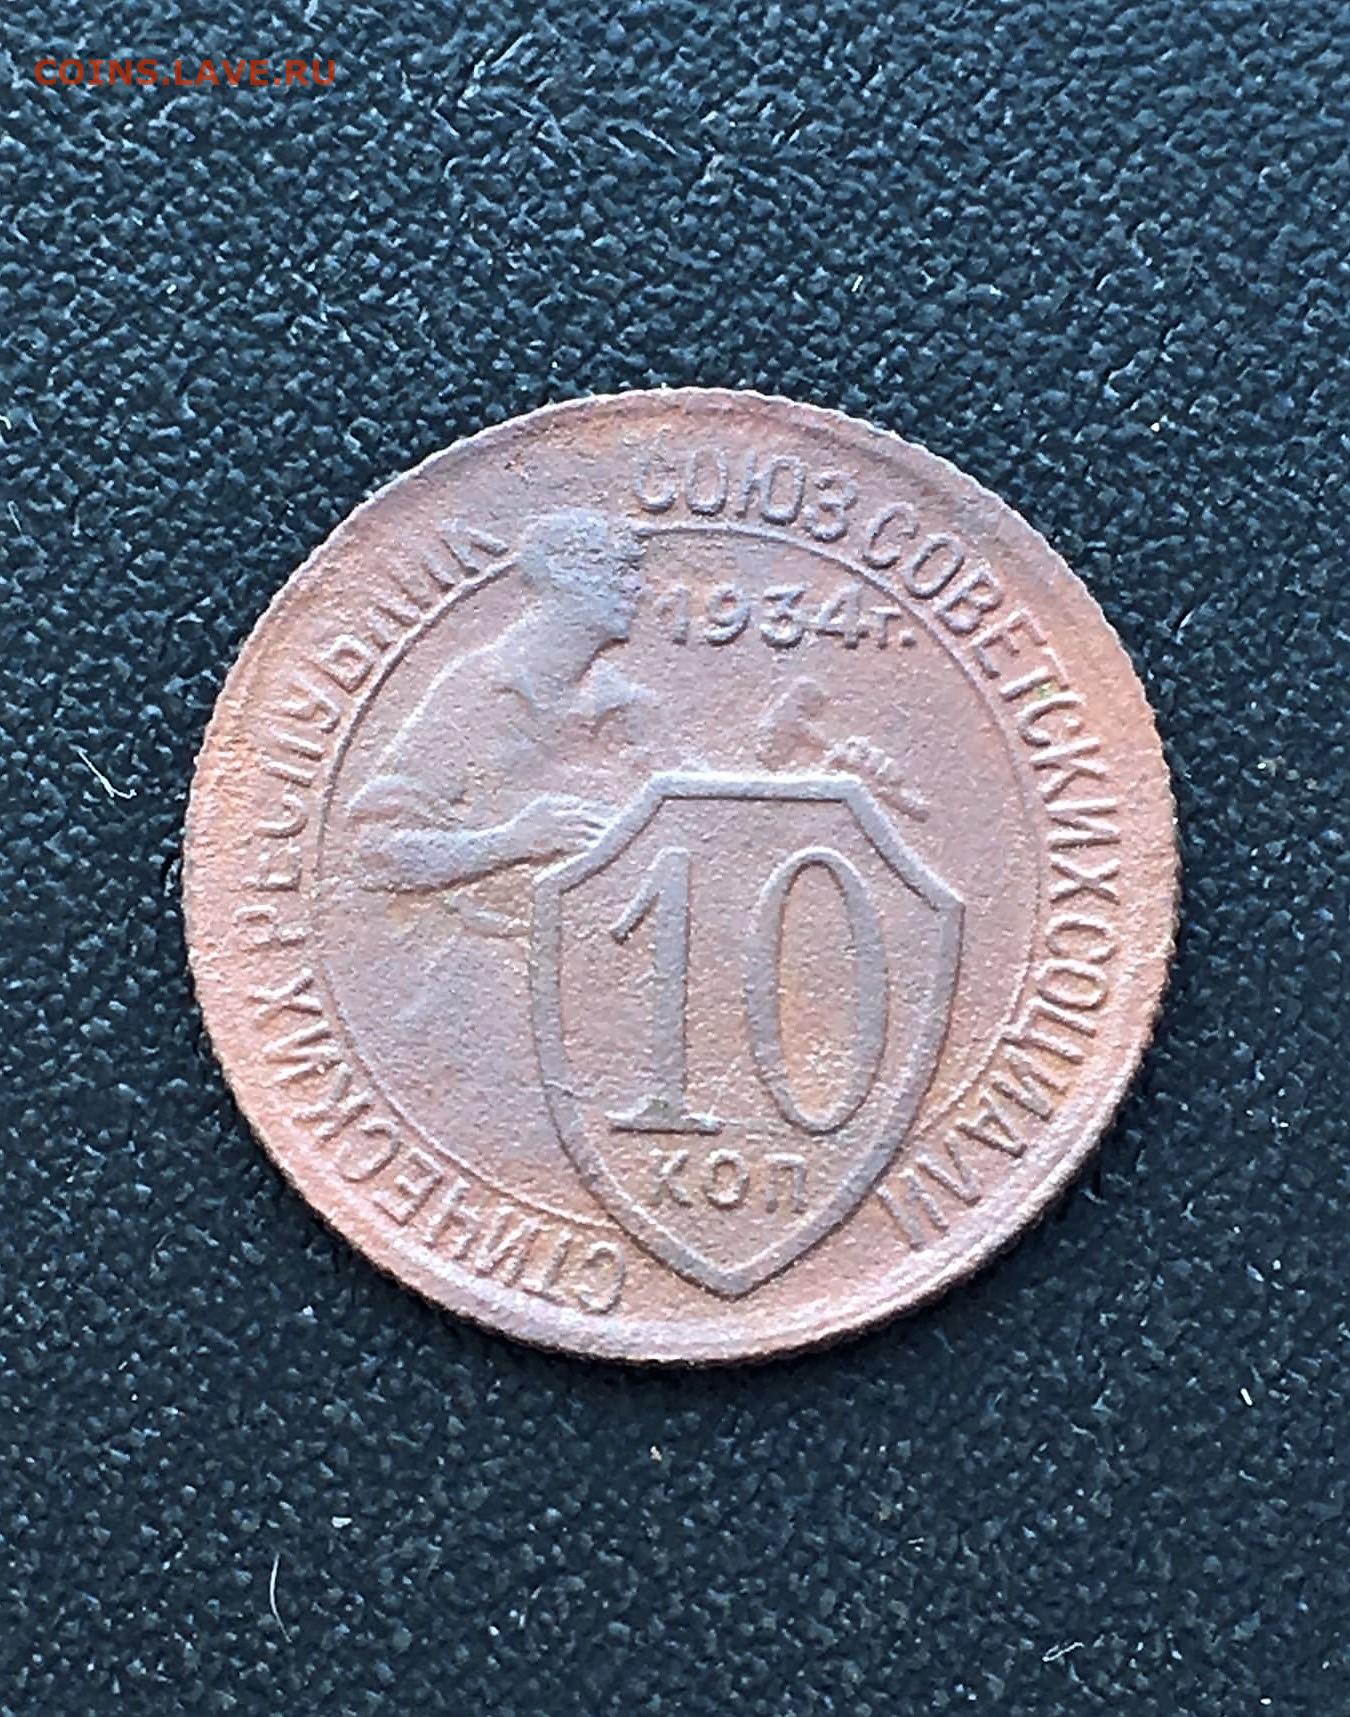 COINS.LAVE.RU
СОЮЗ СОВЕТСКИХ СОЦИАЛИ
СТИЧЕСКИХ РЕСПУБЛИК
1934г.
10
КОП